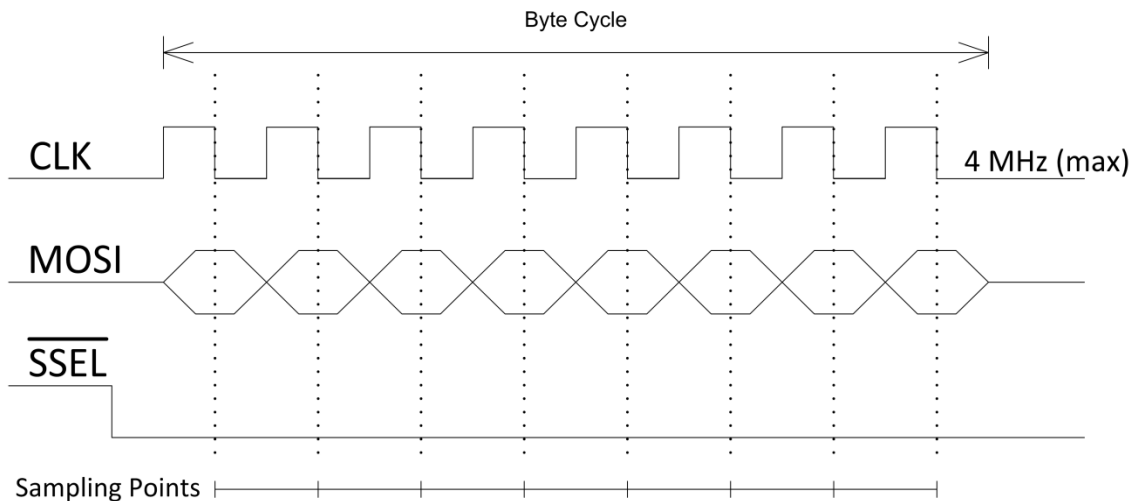 Byte Cycle
CLK
4 MHz (max)
MOSI
SSEL
Sampling Points